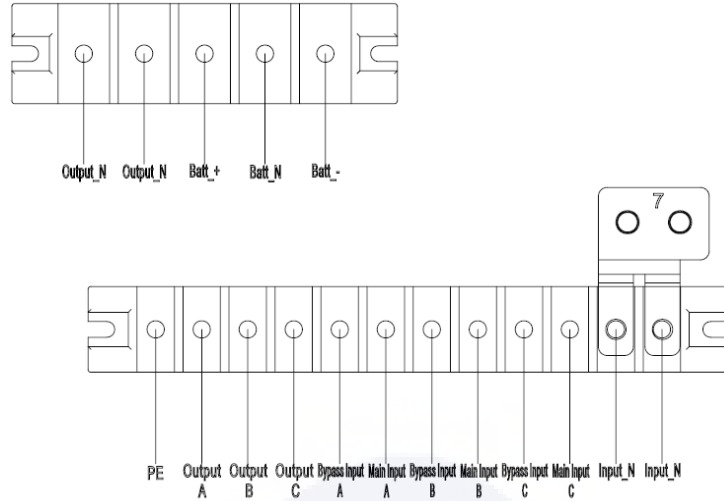 Output_N Output_N Batt_+ Batt_N Batt_-
7
PE Output A Output B Output C Bypass Input A Main Input A Bypass Input B Main Input B Bypass Input C Main Input C Input_N Input_N